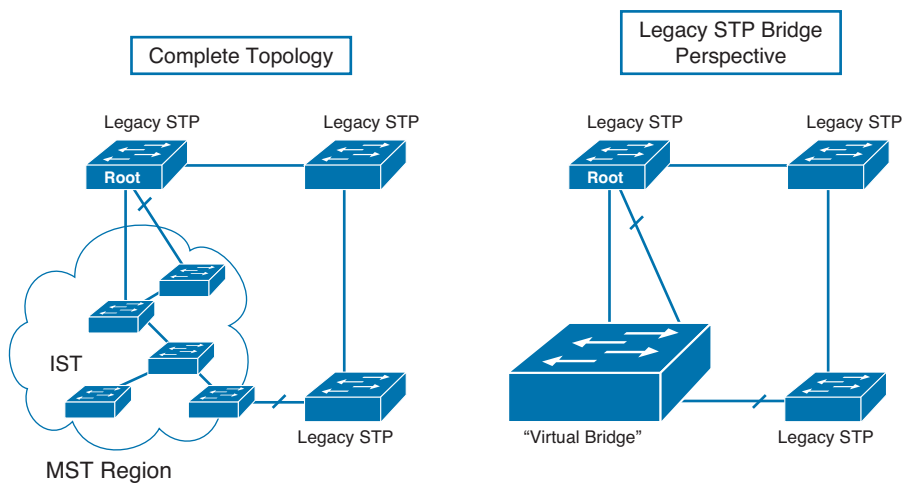 Complete Topology
Legacy STP Bridge
Perspective
Legacy STP
Legacy STP
Root
IST
Legacy STP
MST Region
Legacy STP
Legacy STP
Root
“Virtual Bridge”
Legacy STP